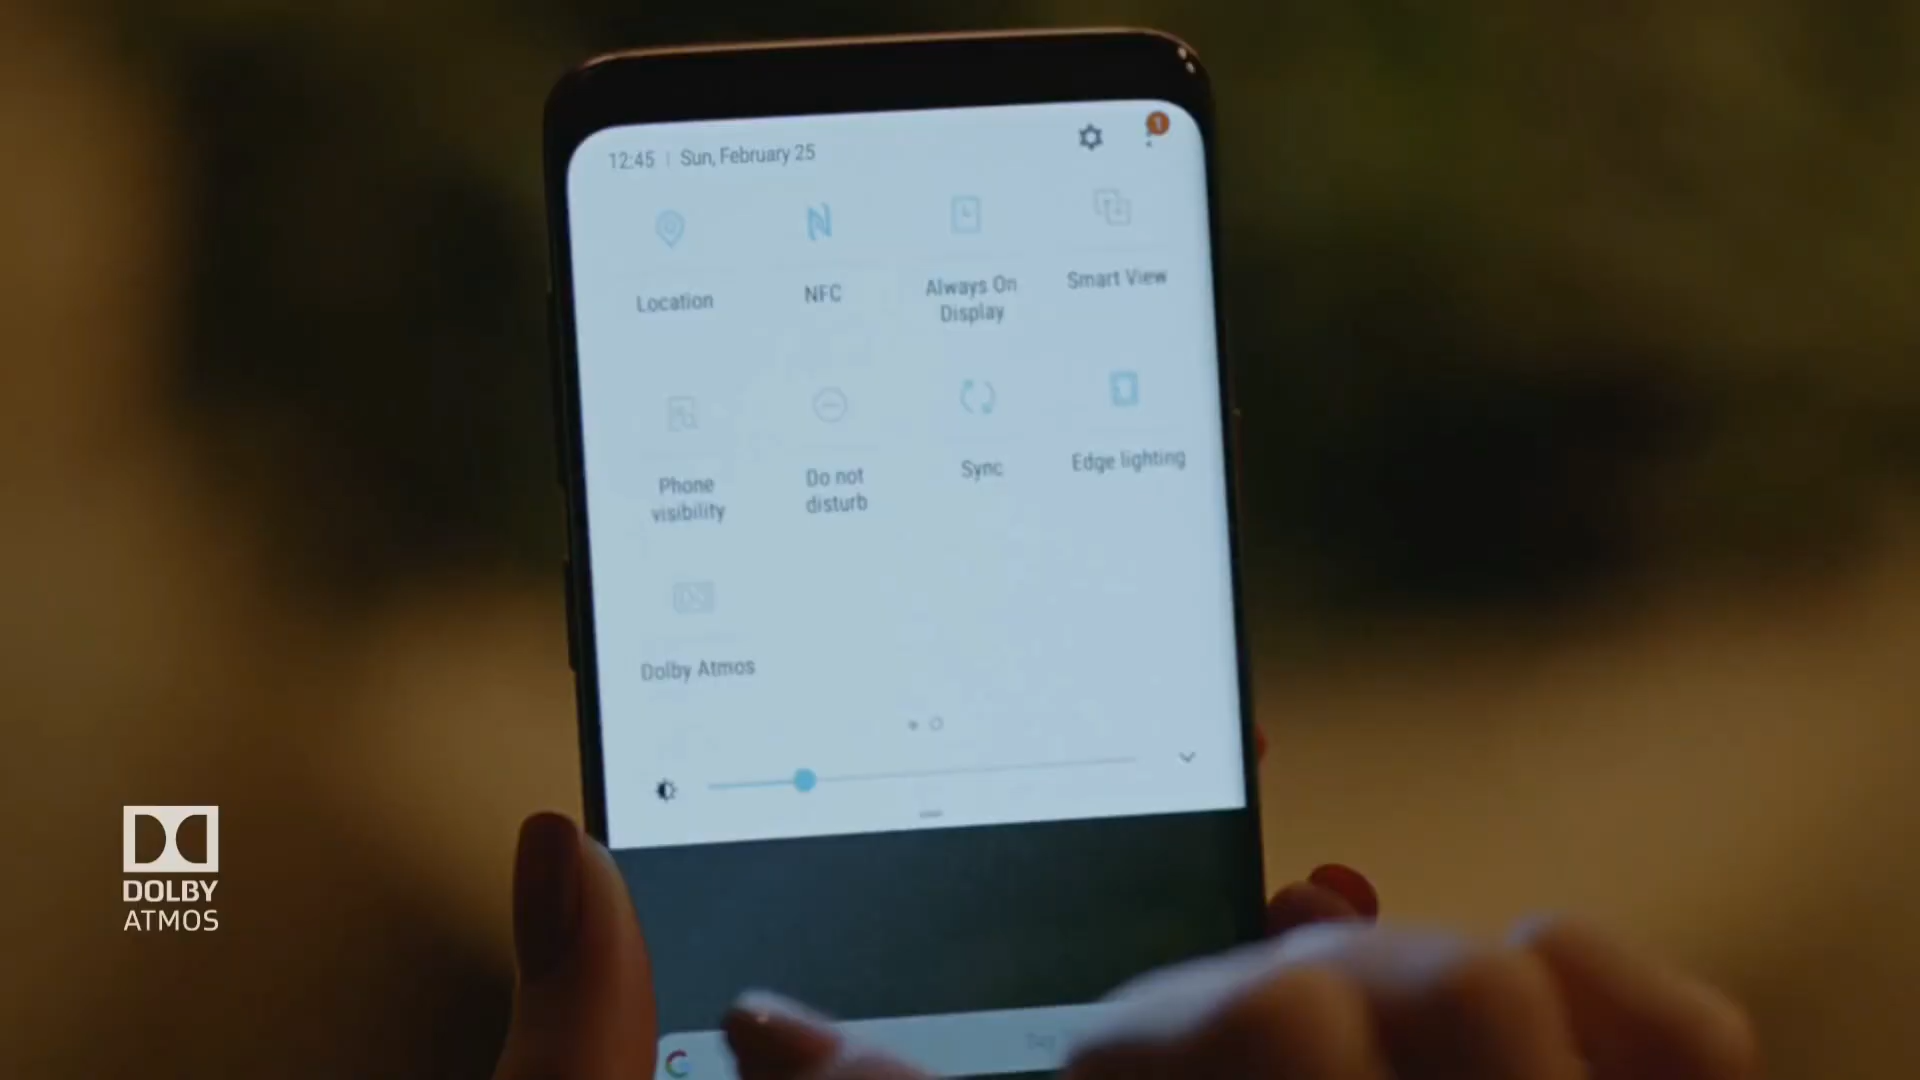 12:45 | Sun, February 25
1
Location
NFC
Always On
Display
Smart View
Phone
visibility
Do not
disturb
Sync
Edge lighting
Dolby Atmos
DOLBY
ATMOS